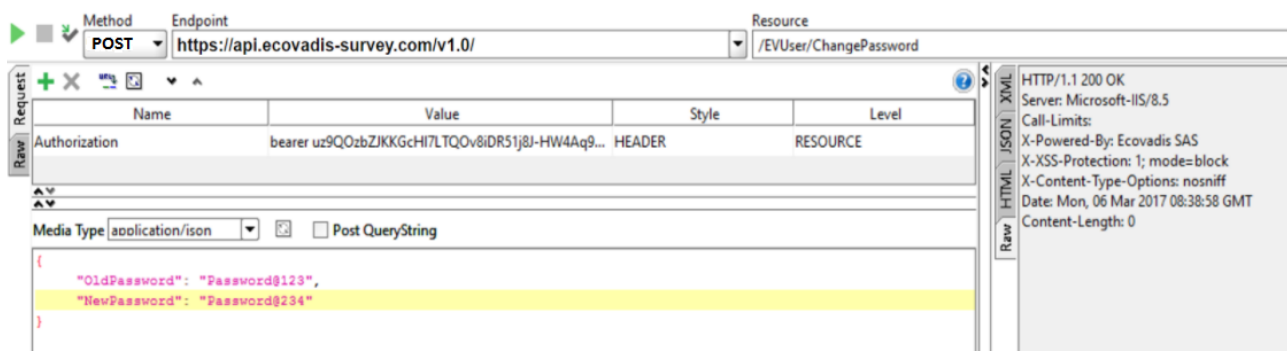 Method Endpoint Resource
POST https://api.ecovadis-survey.com/v1.0/ /EVUser/ChangePassword
Request
Raw
Name Value Style Level
Authorization bearer uz9QOzbZJKKGcHI7LTQOv8iDR51j8J-HW4Aq9... HEADER RESOURCE
Media Type application/json Post QueryString
{
"OldPassword": "Password@123",
"NewPassword": "Password@234"
}
XML
JSON
HTML
Raw
HTTP/1.1 200 OK
Server: Microsoft-IIS/8.5
Call-Limits:
X-Powered-By: Ecovadis SAS
X-XSS-Protection: 1; mode=block
X-Content-Type-Options: nosniff
Date: Mon, 06 Mar 2017 08:38:58 GMT
Content-Length: 0